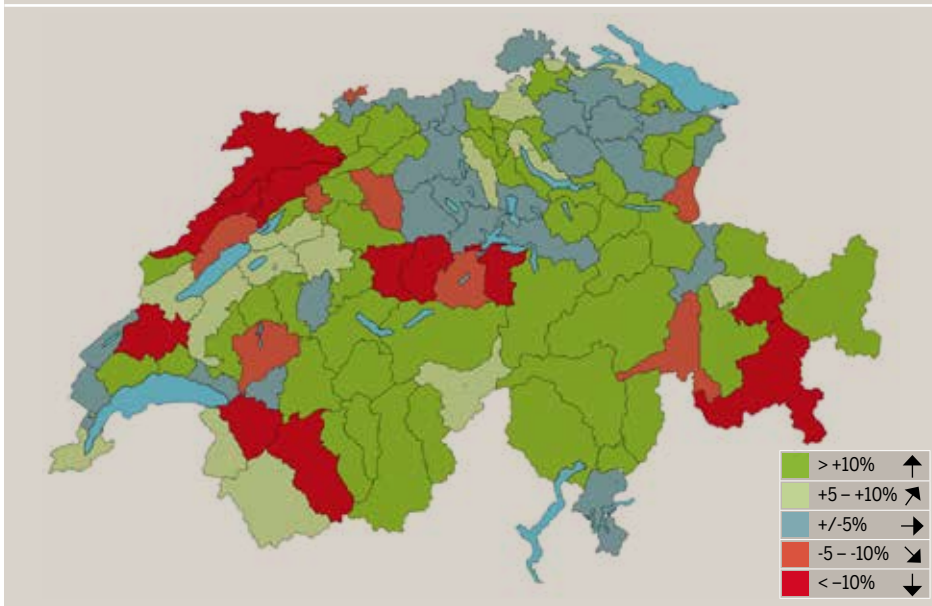 > +10%
+5 – +10%
+/-5%
-5 – -10%
< –10%